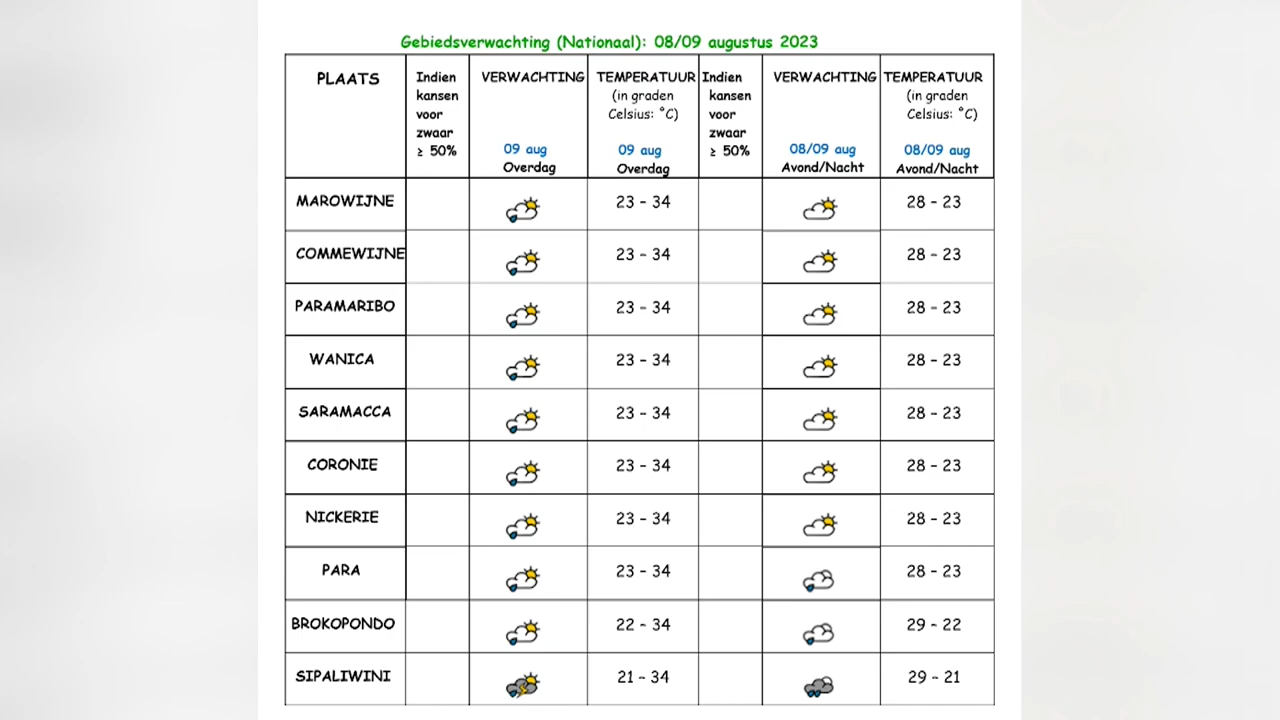 Gebiedsverwachting (Nationaal): 08/09 augustus 2023
PLAATS
Indien
kansen
voor
zwaar
≥ 50%
VERWACHTING
09 aug
Overdag
TEMPERATUUR
(in graden
Celsius: °C)
09 aug
Overdag
Indien
kansen
voor
zwaar
≥ 50%
VERWACHTING
08/09 aug
Avond/Nacht
TEMPERATUUR
(in graden
Celsius: °C)
08/09 aug
Avond/Nacht
MAROWIJNE 23 - 34 28 - 23
COMMEWIJNE 23 - 34 28 - 23
PARAMARIBO 23 - 34 28 - 23
WANICA 23 - 34 28 - 23
SARAMACCA 23 - 34 28 - 23
CORONIE 23 - 34 28 - 23
NICKERIE 23 - 34 28 - 23
PARA 23 - 34 28 - 23
BROKOPONDO 22 - 34 29 - 22
SIPALIWINI 21 - 34 29 - 21